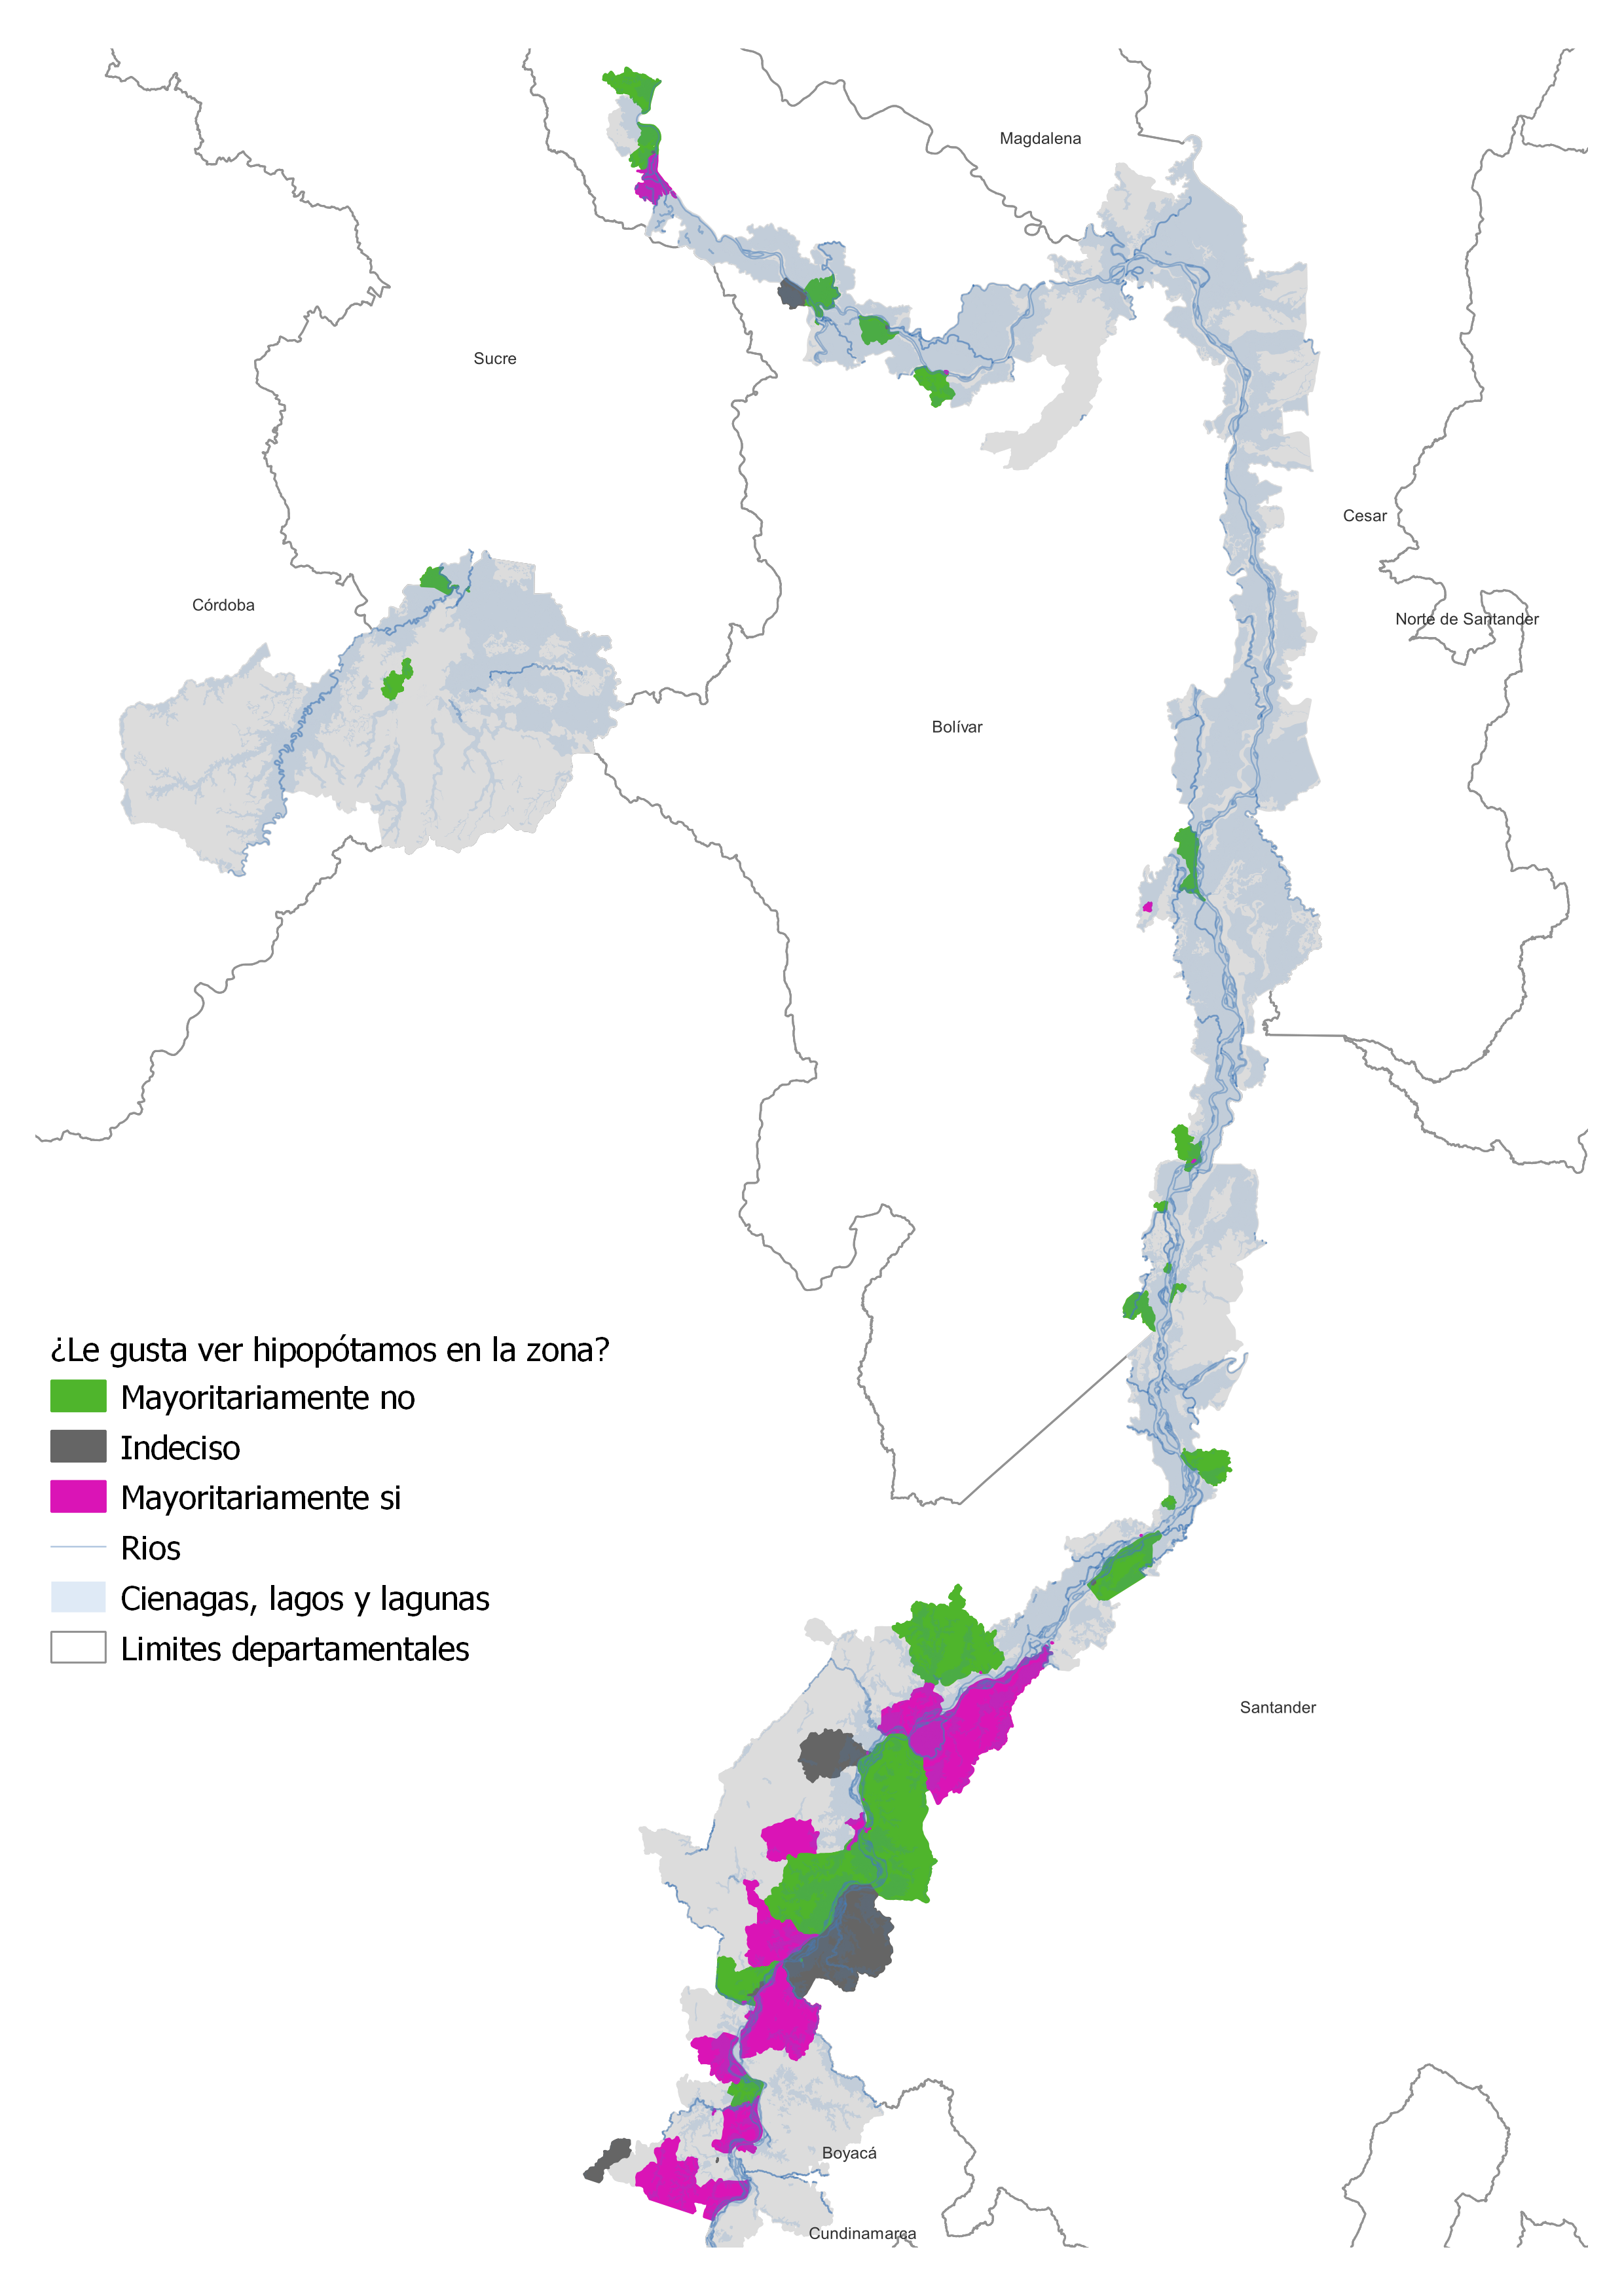 Magdalena
Sucre
Cesar
Córdoba
Norte de Santander
Bolívar
¿Le gusta ver hipopótamos en la zona?
Mayoritariamente no
Indeciso
Mayoritariamente si
Rios
Cienagas, lagos y lagunas
Limites departamentales
Santander
Boyacá
Cundinamarca